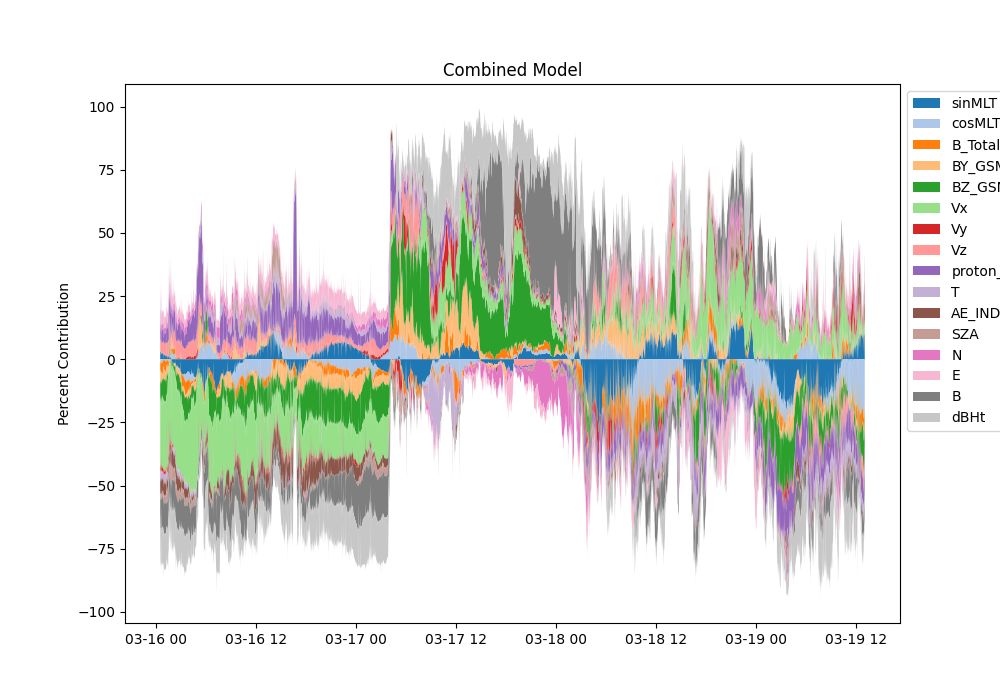 Combined Model
Percent Contribution
100
75
50
25
0
−25
−50
−75
−100
03-16 00
03-16 12
03-17 00
03-17 12
03-18 00
03-18 12
03-19 00
03-19 12
sinMLT
cosMLT
B_Total
BY_GSM
BZ_GSM
Vx
Vy
Vz
proton_
T
AE_IND
SZA
N
E
B
dBHt